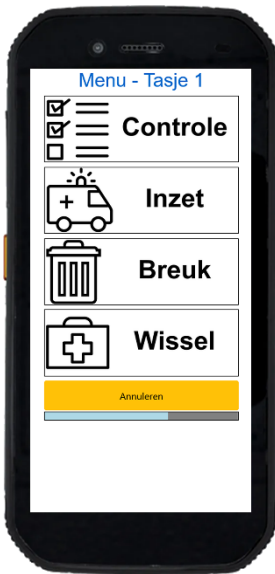 Menu - Tasje 1
Controle
Inzet
Breuk
Wissel
Annuleren